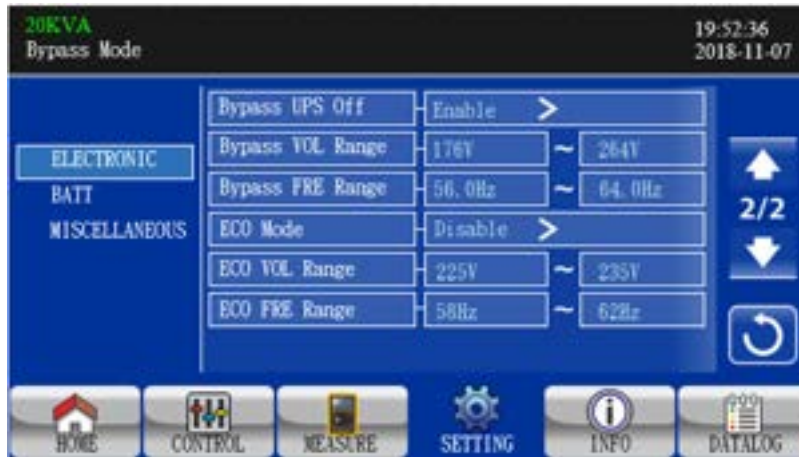 20KVA
19:52:36
Bypass Mode
2018-11-07
Bypass UPS Off Enable >
Bypass VOL Range 176V ~ 264V
ELECTRONIC
Bypass FRE Range 56.0Hz ~ 64.0Hz
BATT
2/2
MISCELLANEOUS
ECO Mode Disable >
ECO VOL Range 225V ~ 235V
ECO FRE Range 58Hz ~ 62Hz
HOME CONTROL MEASURE SETTING INFO DATALOG